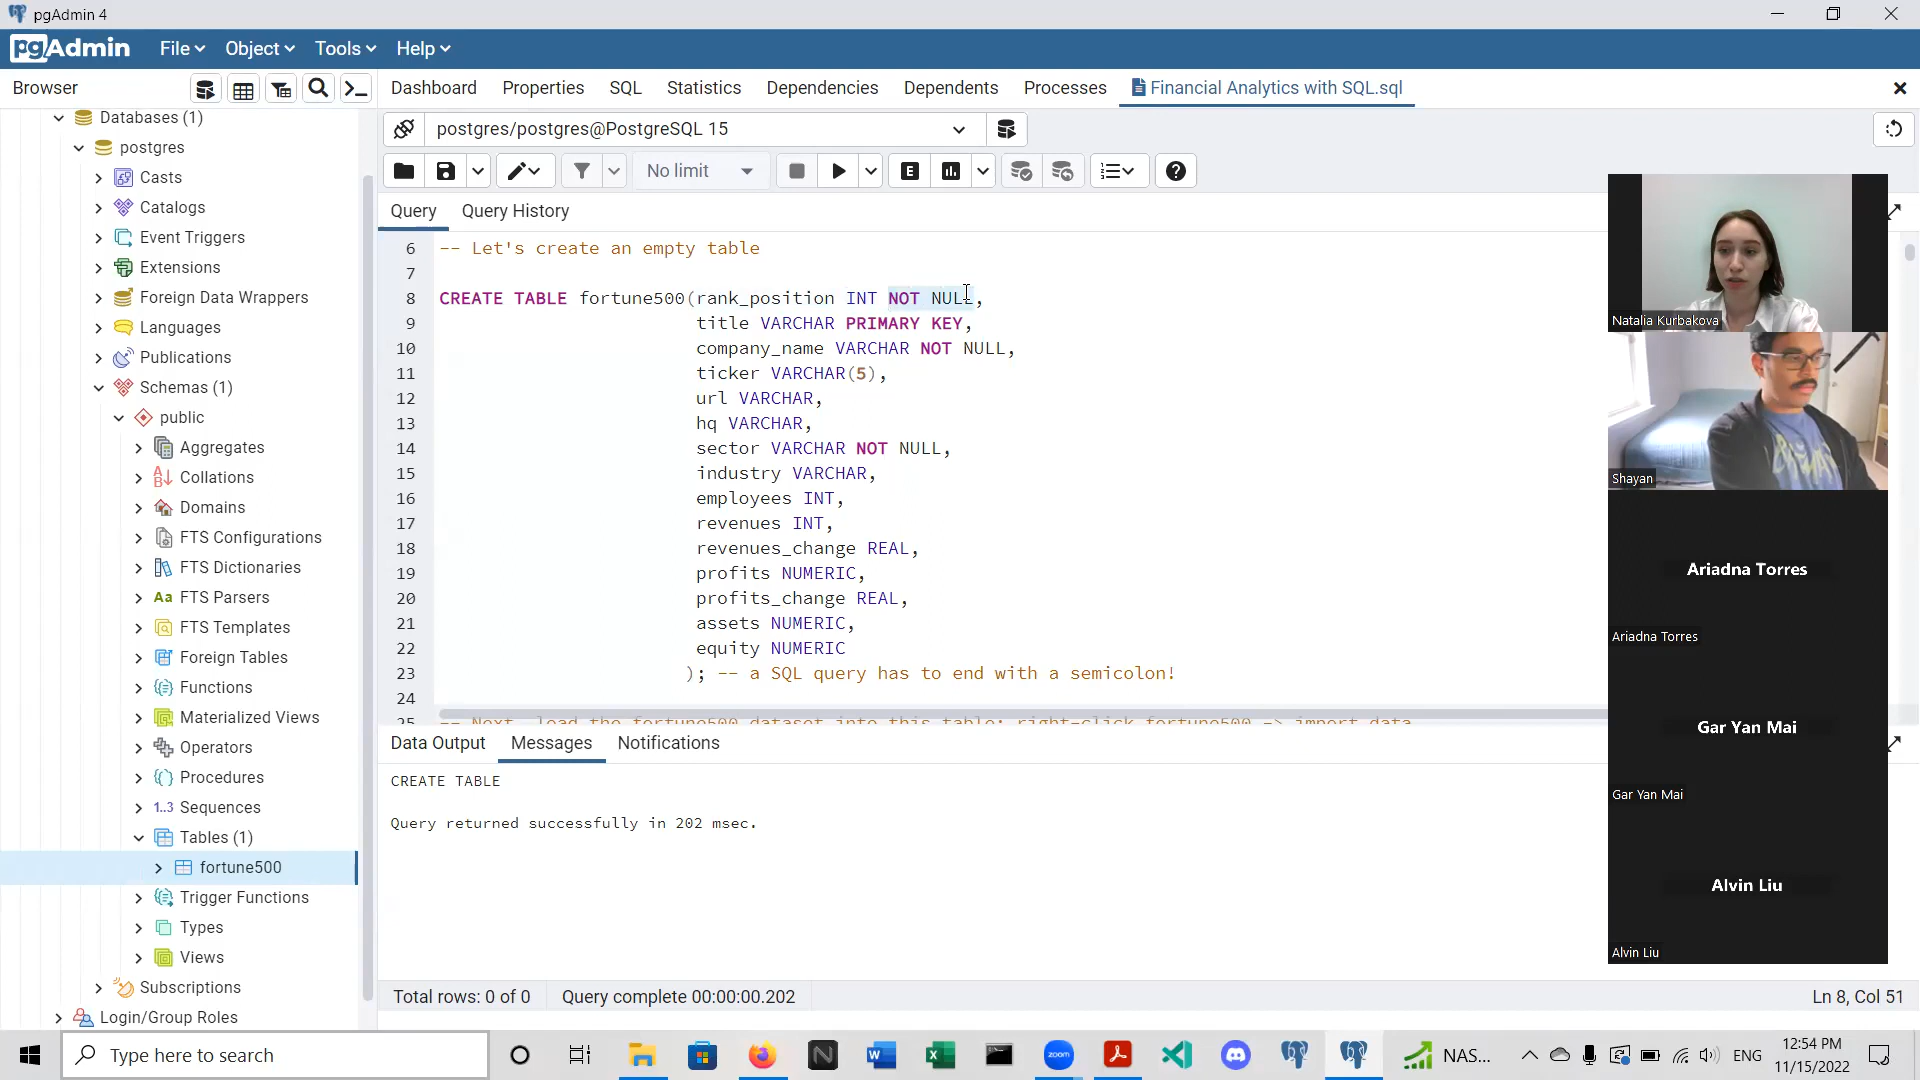 pgAdmin 4
pgAdmin File Object Tools Help
Browser
Dashboard Properties SQL Statistics Dependencies Dependents Processes Financial Analytics with SQL.sql
Databases (1)
postgres
Casts
Catalogs
Event Triggers
Extensions
Foreign Data Wrappers
Languages
Publications
Schemas (1)
public
Aggregates
Collations
Domains
FTS Configurations
FTS Dictionaries
Aa FTS Parsers
FTS Templates
Foreign Tables
Functions
Materialized Views
Operators
Procedures
1..3 Sequences
Tables (1)
fortune500
Trigger Functions
Types
Views
Subscriptions
Login/Group Roles
postgres/postgres@PostgreSQL 15
No limit
E
Query Query History
6 -- Let's create an empty table
7
8 CREATE TABLE fortune500(rank_position INT NOT NULL,
9 title VARCHAR PRIMARY KEY,
10 company_name VARCHAR NOT NULL,
11 ticker VARCHAR(5),
12 url VARCHAR,
13 hq VARCHAR,
14 sector VARCHAR NOT NULL,
15 industry VARCHAR,
16 employees INT,
17 revenues INT,
18 revenues_change REAL,
19 profits NUMERIC,
20 profits_change REAL,
21 assets NUMERIC,
22 equity NUMERIC
23 ); -- a SQL query has to end with a semicolon!
24
25 -- Next, load the fortune500 dataset into this table: right-click fortune500 -> import data
Data Output Messages Notifications
CREATE TABLE
Query returned successfully in 202 msec.
Total rows: 0 of 0 Query complete 00:00:00.202 Ln 8, Col 51
Natalia Kurbakova
Shayan
Ariadna Torres
Ariadna Torres
Gar Yan Mai
Gar Yan Mai
Alvin Liu
Alvin Liu
Type here to search
zoom
NAS...
ENG
12:54 PM
11/15/2022